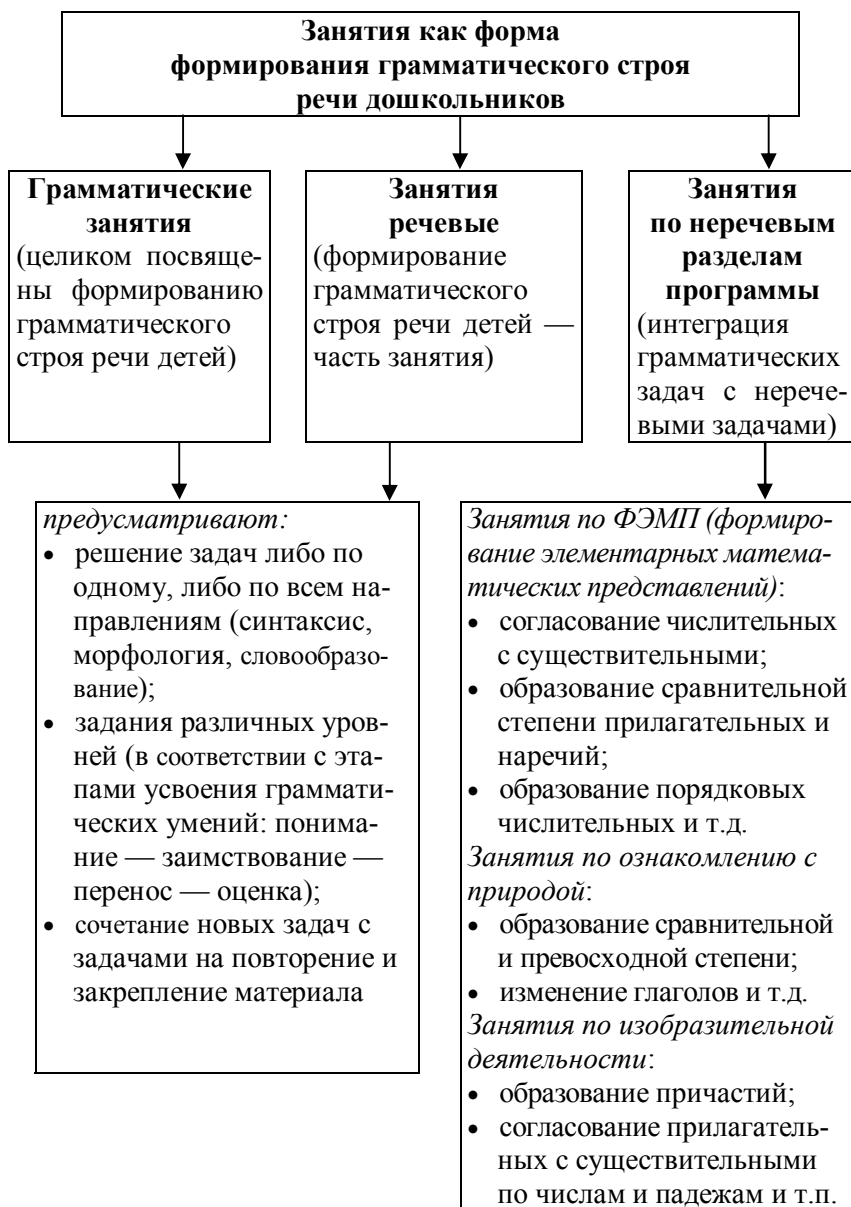 Занятия как форма
формирования грамматического строя
речи дошкольников
Грамматические
занятия
(целиком посвяще-
ны формированию
грамматического
строя речи детей)
Занятия
речевые
(формирование
грамматического
строя речи детей —
часть занятия)
Занятия
по неречевым
разделам
программы
(интеграция
грамматических
задач с нерече-
выми задачами)
предусматривают:
• решение задач либо по
одному, либо по всем на-
правлениям (синтаксис,
морфология, словообразо-
вание);
• задания различных уров-
ней (в соответствии с эта-
пами усвоения граммати-
ческих умений: понима-
ние — заимствование —
перенос — оценка);
• сочетание новых задач с
задачами на повторение и
закрепление материала
Занятия по ФЭМП (формиро-
вание элементарных матема-
тических представлений):
• согласование числительных
с существительными;
• образование сравнительной
степени прилагательных и
наречий;
• образование порядковых
числительных и т.д.
Занятия по ознакомлению с
природой:
• образование сравнительной
и превосходной степени;
• изменение глаголов и т.д.
Занятия по изобразительной
деятельности:
• образование причастий;
• согласование прилагатель-
ных с существительными
по числам и падежам и т.п.